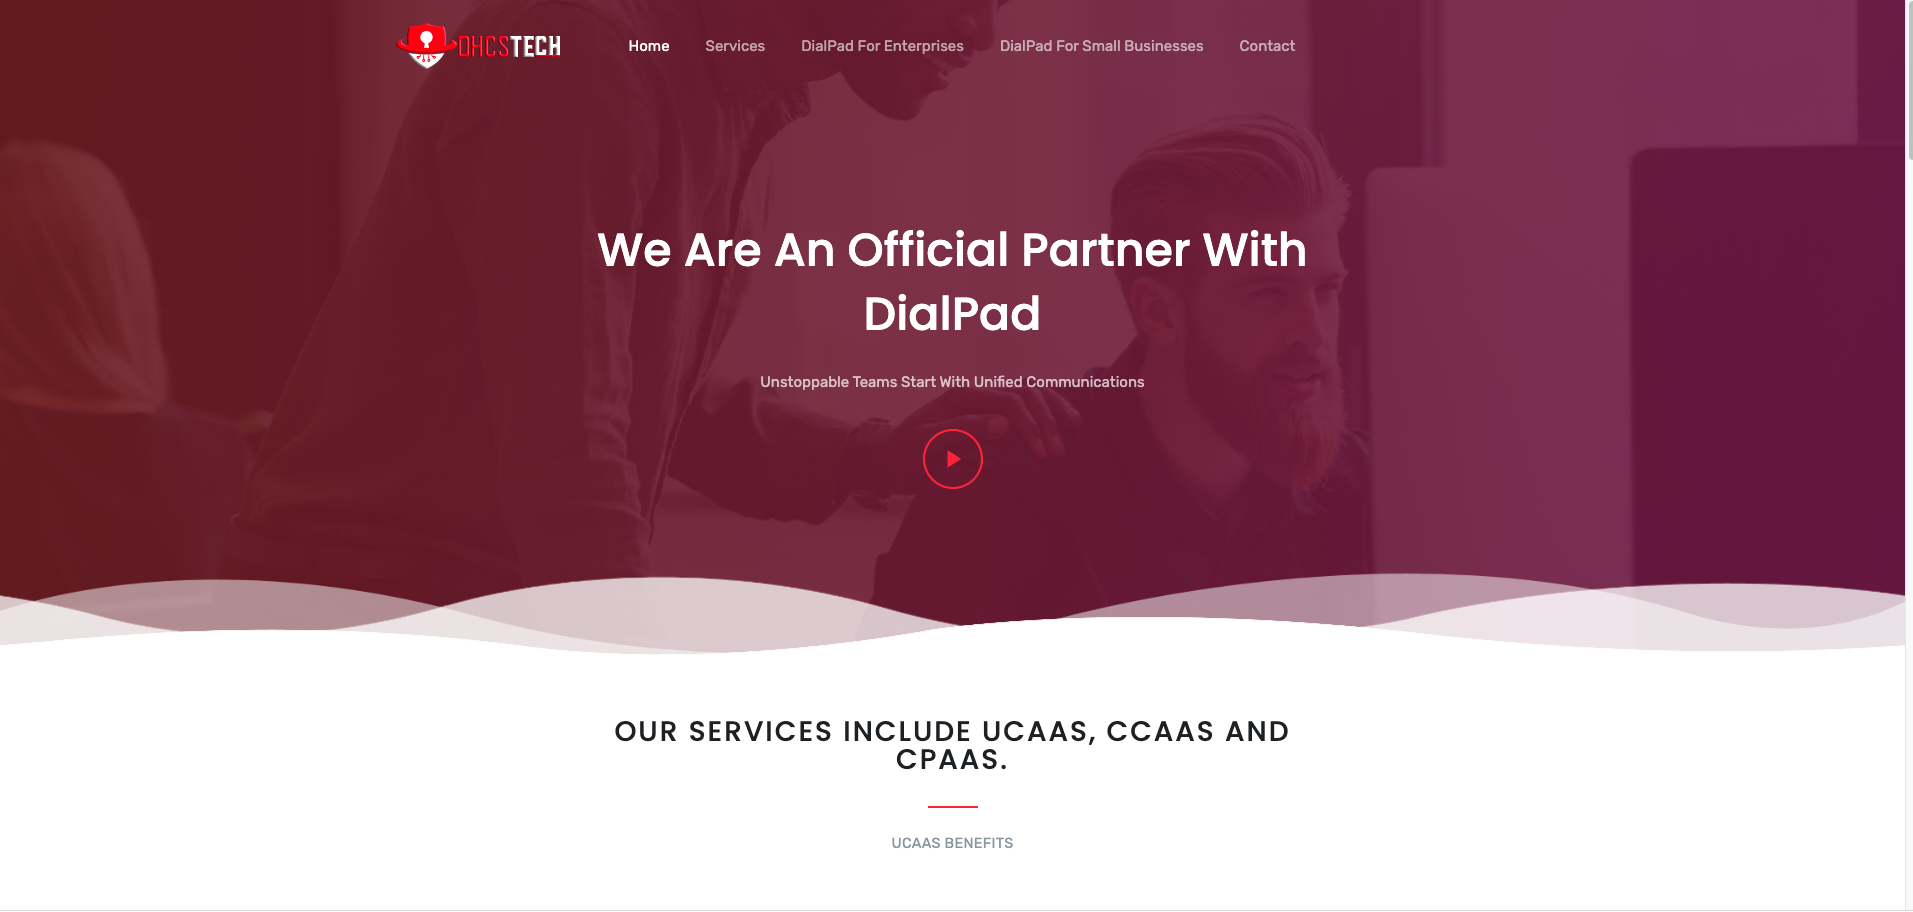 DHCSTECH
Home Services DialPad For Enterprises DialPad For Small Businesses Contact
We Are An Official Partner With
DialPad
Unstoppable Teams Start With Unified Communications
OUR SERVICES INCLUDE UCAAS, CCAAS AND
CPAAS.
UCAAS BENEFITS